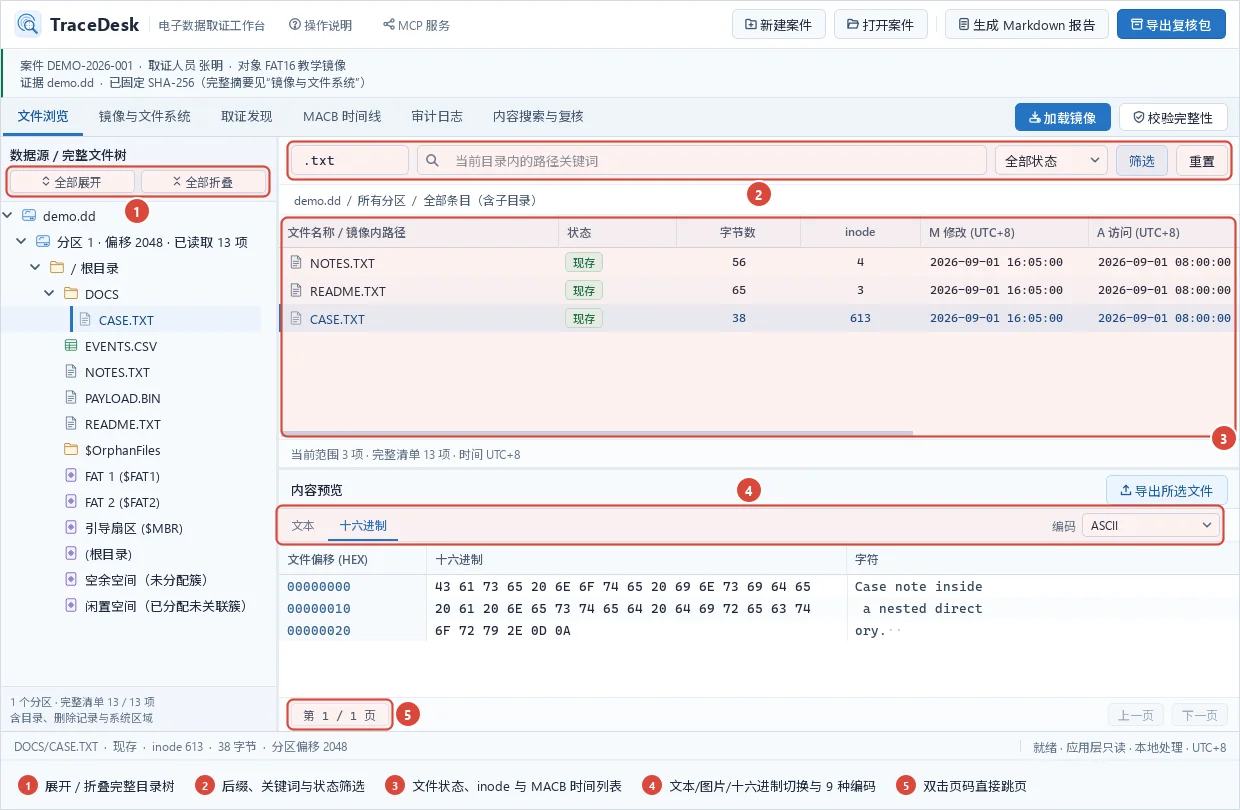 TraceDesk 电子数据取证工作台 操作说明 MCP 服务 新建案件 打开案件 生成 Markdown 报告 导出复核包
案件 DEMO-2026-001 · 取证人员 张明 · 对象 FAT16 教学镜像
证据 demo.dd · 已固定 SHA-256（完整摘要见“镜像与文件系统”）
文件浏览 镜像与文件系统 取证发现 MACB 时间线 审计日志 内容搜索与复核 加载镜像 校验完整性
数据源 / 完整文件树
全部展开 全部折叠
1
demo.dd
分区 1 · 偏移 2048 · 已读取 13 项
/ 根目录
DOCS
CASE.TXT
EVENTS.CSV
NOTES.TXT
PAYLOAD.BIN
README.TXT
$OrphanFiles
FAT 1 ($FAT1)
FAT 2 ($FAT2)
引导扇区 ($MBR)
(根目录)
空余空间（未分配簇）
闲置空间（已分配未关联簇）
1 个分区 · 完整清单 13 / 13 项
含目录、删除记录与系统区域
.txt 当前目录内的路径关键词 全部状态 筛选 重置
2
demo.dd / 所有分区 / 全部条目（含子目录）
文件名称 / 镜像内路径 状态 字节数 inode M 修改 (UTC+8) A 访问 (UTC+8)
NOTES.TXT 现存 56 4 2026-09-01 16:05:00 2026-09-01 08:00:00
README.TXT 现存 65 3 2026-09-01 16:05:00 2026-09-01 08:00:00
CASE.TXT 现存 38 613 2026-09-01 16:05:00 2026-09-01 08:00:00
3
当前范围 3 项 · 完整清单 13 项 · 时间 UTC+8
内容预览 4 导出所选文件
文本 十六进制 编码 ASCII
文件偏移 (HEX) 十六进制 字符
00000000 43 61 73 65 20 6E 6F 74 65 20 69 6E 73 69 64 65 Case note inside
00000010 20 61 20 6E 65 73 74 65 64 20 64 69 72 65 63 74 a nested direct
00000020 6F 72 79 2E 0D 0A ory.··
第 1 / 1 页 5 上一页 下一页
DOCS/CASE.TXT · 现存 · inode 613 · 38 字节 · 分区偏移 2048 就绪 · 应用层只读 · 本地处理 · UTC+8
1 展开 / 折叠完整目录树 2 后缀、关键词与状态筛选 3 文件状态、inode 与 MACB 时间列表 4 文本/图片/十六进制切换与 9 种编码 5 双击页码直接跳页